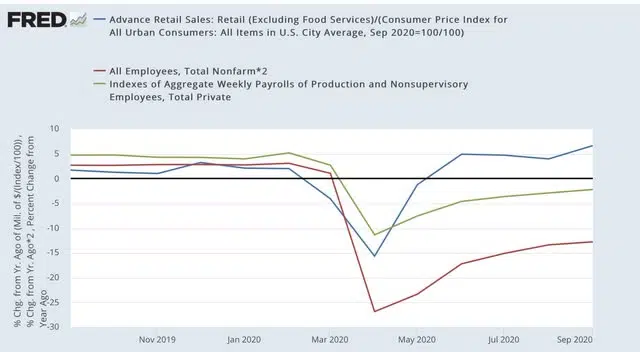 FRED
Advance Retail Sales: Retail (Excluding Food Services)/(Consumer Price Index for
All Urban Consumers: All Items in U.S. City Average, Sep 2020=100/100)
All Employees, Total Nonfarm*2
Indexes of Aggregate Weekly Payrolls of Production and Nonsupervisory
Employees, Total Private
% Chg. from Yr. Ago of (Mil. of $/(Index/100)) ,
% Chg. from Yr. Ago*2 , Percent Change from
Year Ago
10
5
0
-5
-10
-15
-20
-25
-30
Nov 2019
Jan 2020
Mar 2020
May 2020
Jul 2020
Sep 2020